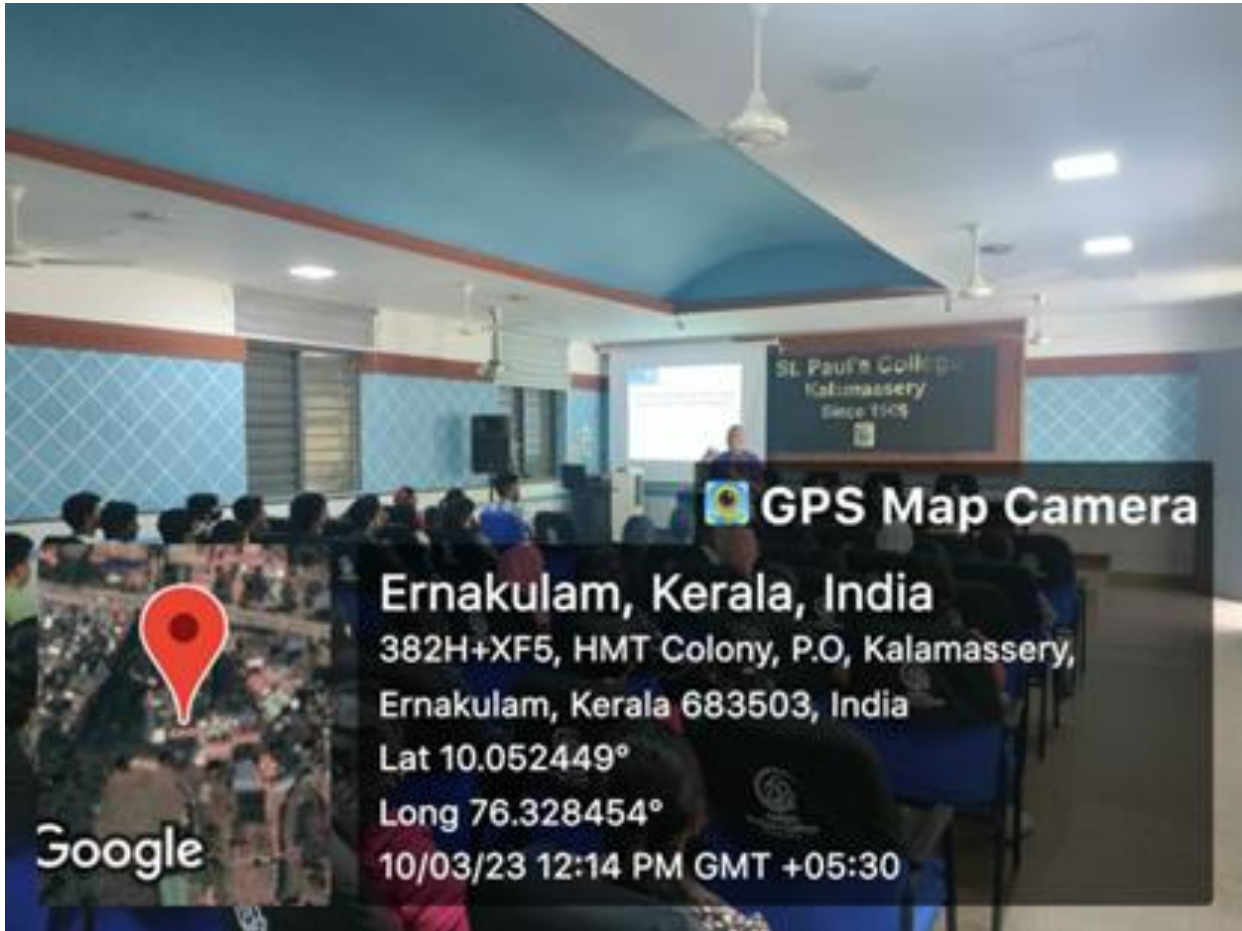 St. Paul's College
Kalamassery
Since
GPS Map Camera
Ernakulam, Kerala, India
382H+XF5, HMT Colony, P.O, Kalamassery,
Ernakulam, Kerala 683503, India
Lat 10.052449°
Long 76.328454°
10/03/23 12:14 PM GMT +05:30
Google